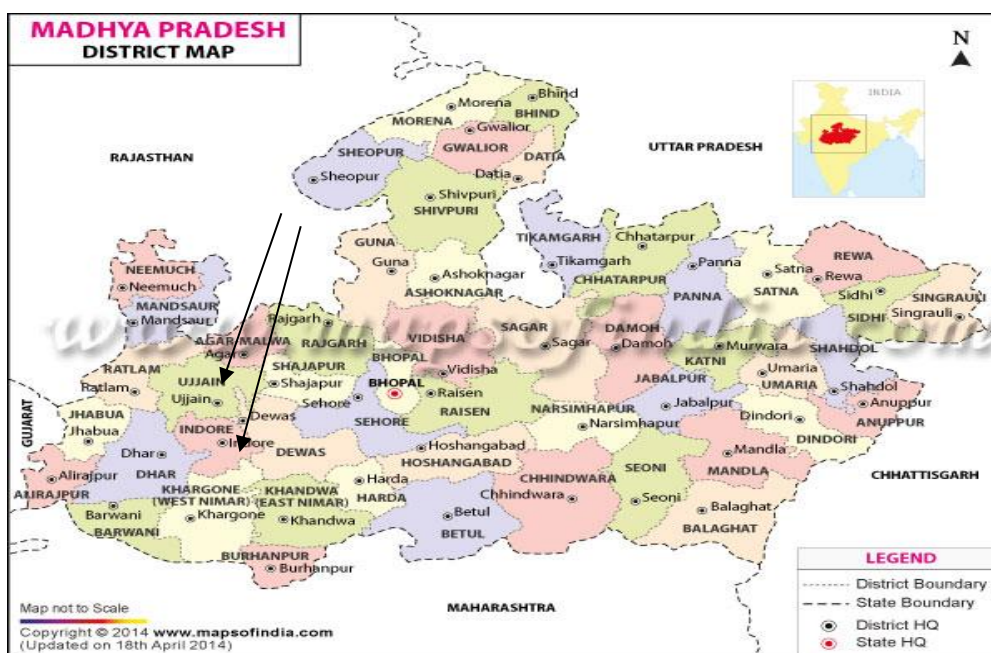 MADHYA PRADESH
DISTRICT MAP
N
INDIA
RAJASTHAN
UTTAR PRADESH
GUJARAT
CHHATTISGARH
MAHARASHTRA
Morena
MORENA
Bhind
BHIND
Gwalior
GWALIOR
SHEOPUR
Sheopur
DATIA
Datia
Shivpuri
SHIVPURI
GUNA
Guna
Ashoknagar
ASHOKNAGAR
TIKAMGARH
Tikamgarh
Chhatarpur
CHHATARPUR
Panna
PANNA
Satna
SATNA
REWA
Rewa
Sidhi
SIDHI
SINGRAULI
Singrauli
NEEMUCH
Neemuch
MANDSAUR
Mandsaur
Rajgarh
RAJGARH
AGAR MALWA
Agar
RATLAM
Ratlam
UJJAIN
Ujjain
SHAJAPUR
Shajapur
BHOPAL
BHOPAL
VIDISHA
Vidisha
SAGAR
Sagar
DAMOH
Damoh
KATNI
Murwara
SHAHDOL
Shahdol
UMARIA
Umaria
Anuppur
ANUPPUR
JABALPUR
Jabalpur
Dindori
DINDORI
JHABUA
Jhabua
Dewas
DEWAS
INDORE
Indore
Sehore
SEHORE
Raisen
RAISEN
NARSIMHAPUR
Narsimhapur
Mandla
MANDLA
Dhar
DHAR
Alirajpur
ALIRAJPUR
Hoshangabad
HOSHANGABAD
Harda
HARDA
KHARGONE
(WEST NIMAR)
Khargone
KHANDWA
(EAST NIMAR)
Khandwa
Barwani
BARWANI
Betul
BETUL
CHHINDWARA
Chhindwara
SEONI
Seoni
Balaghat
BALAGHAT
BURHANPUR
Burhanpur
www.mapsofindia.com
LEGEND
District Boundary
State Boundary
District HQ
State HQ
Map not to Scale
Copyright © 2014 www.mapsofindia.com
(Updated on 18th April 2014)